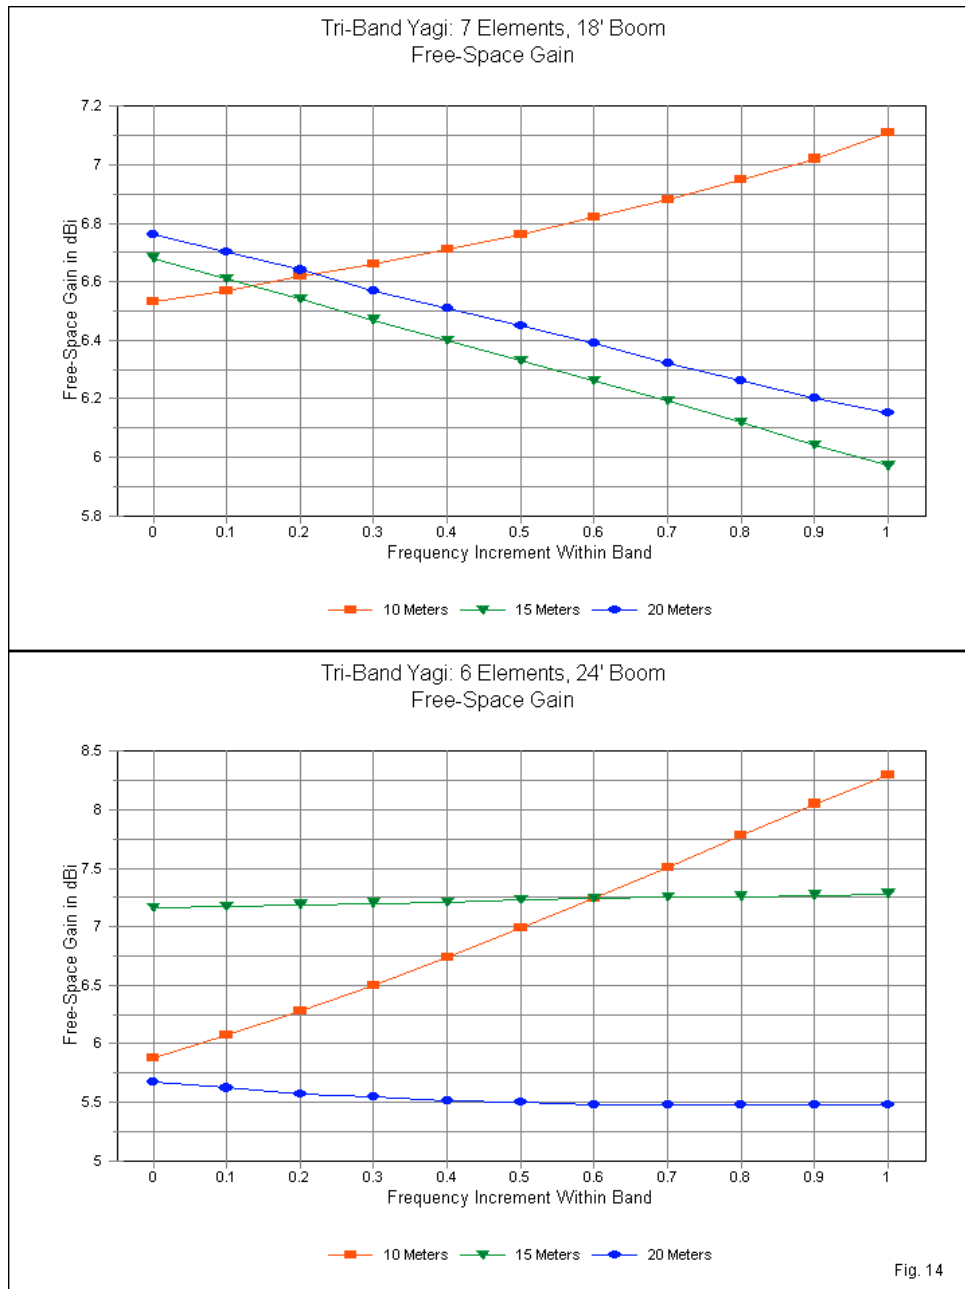 Tri-Band Yagi: 7 Elements, 18' Boom
Free-Space Gain
Free-Space Gain in dBi
7.2
7
6.8
6.6
6.4
6.2
6
5.8
0 0.1 0.2 0.3 0.4 0.5 0.6 0.7 0.8 0.9 1
Frequency Increment Within Band
10 Meters 15 Meters 20 Meters
Tri-Band Yagi: 6 Elements, 24' Boom
Free-Space Gain
Free-Space Gain in dBi
8.5
8
7.5
7
6.5
6
5.5
5
0 0.1 0.2 0.3 0.4 0.5 0.6 0.7 0.8 0.9 1
Frequency Increment Within Band
10 Meters 15 Meters 20 Meters
Fig. 14